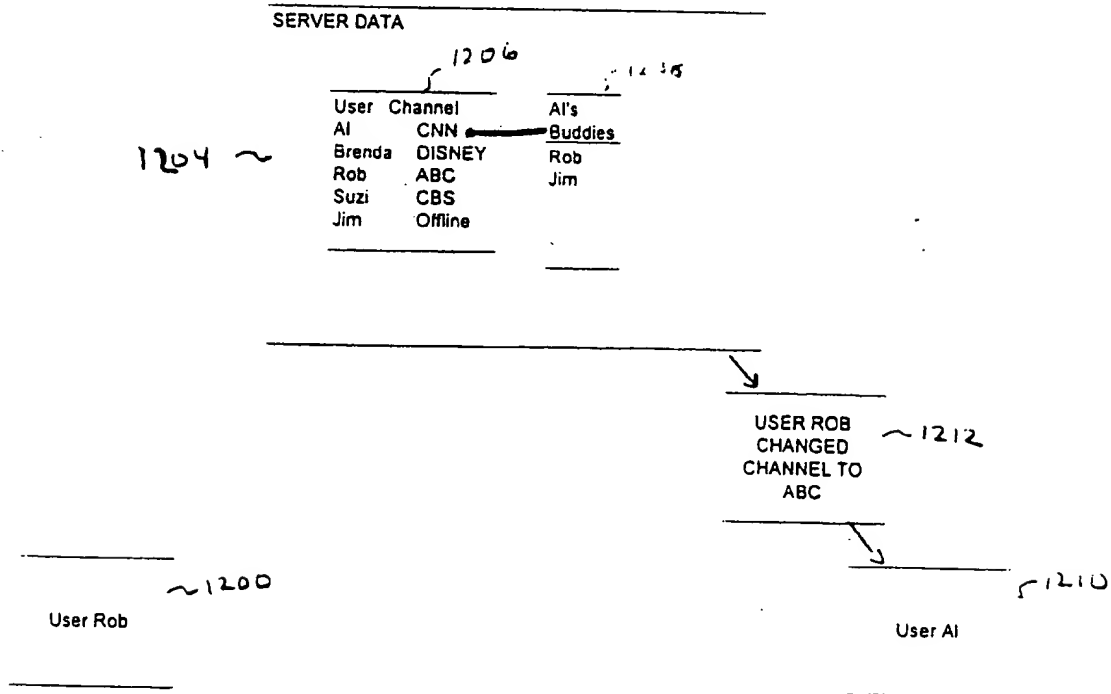 SERVER DATA
1206
User Channel
Al CNN
Brenda DISNEY
Rob ABC
Suzi CBS
Jim Offline
Al's
Buddies
Rob
Jim
1204
USER ROB
CHANGED
CHANNEL TO
ABC
1212
1200
User Rob
1210
User Al